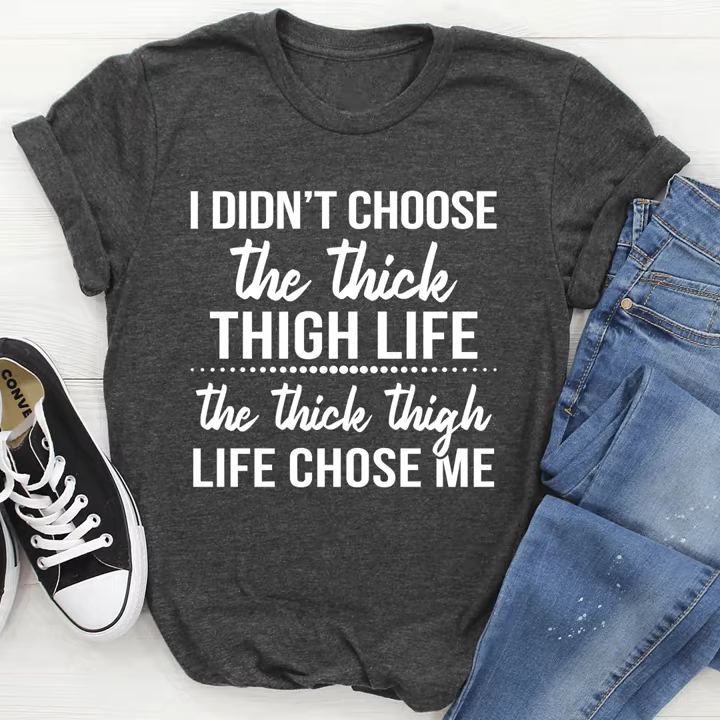 I DIDN'T CHOOSE
the thick
THIGH LIFE
the thick thigh
LIFE CHOSE ME
CONVE